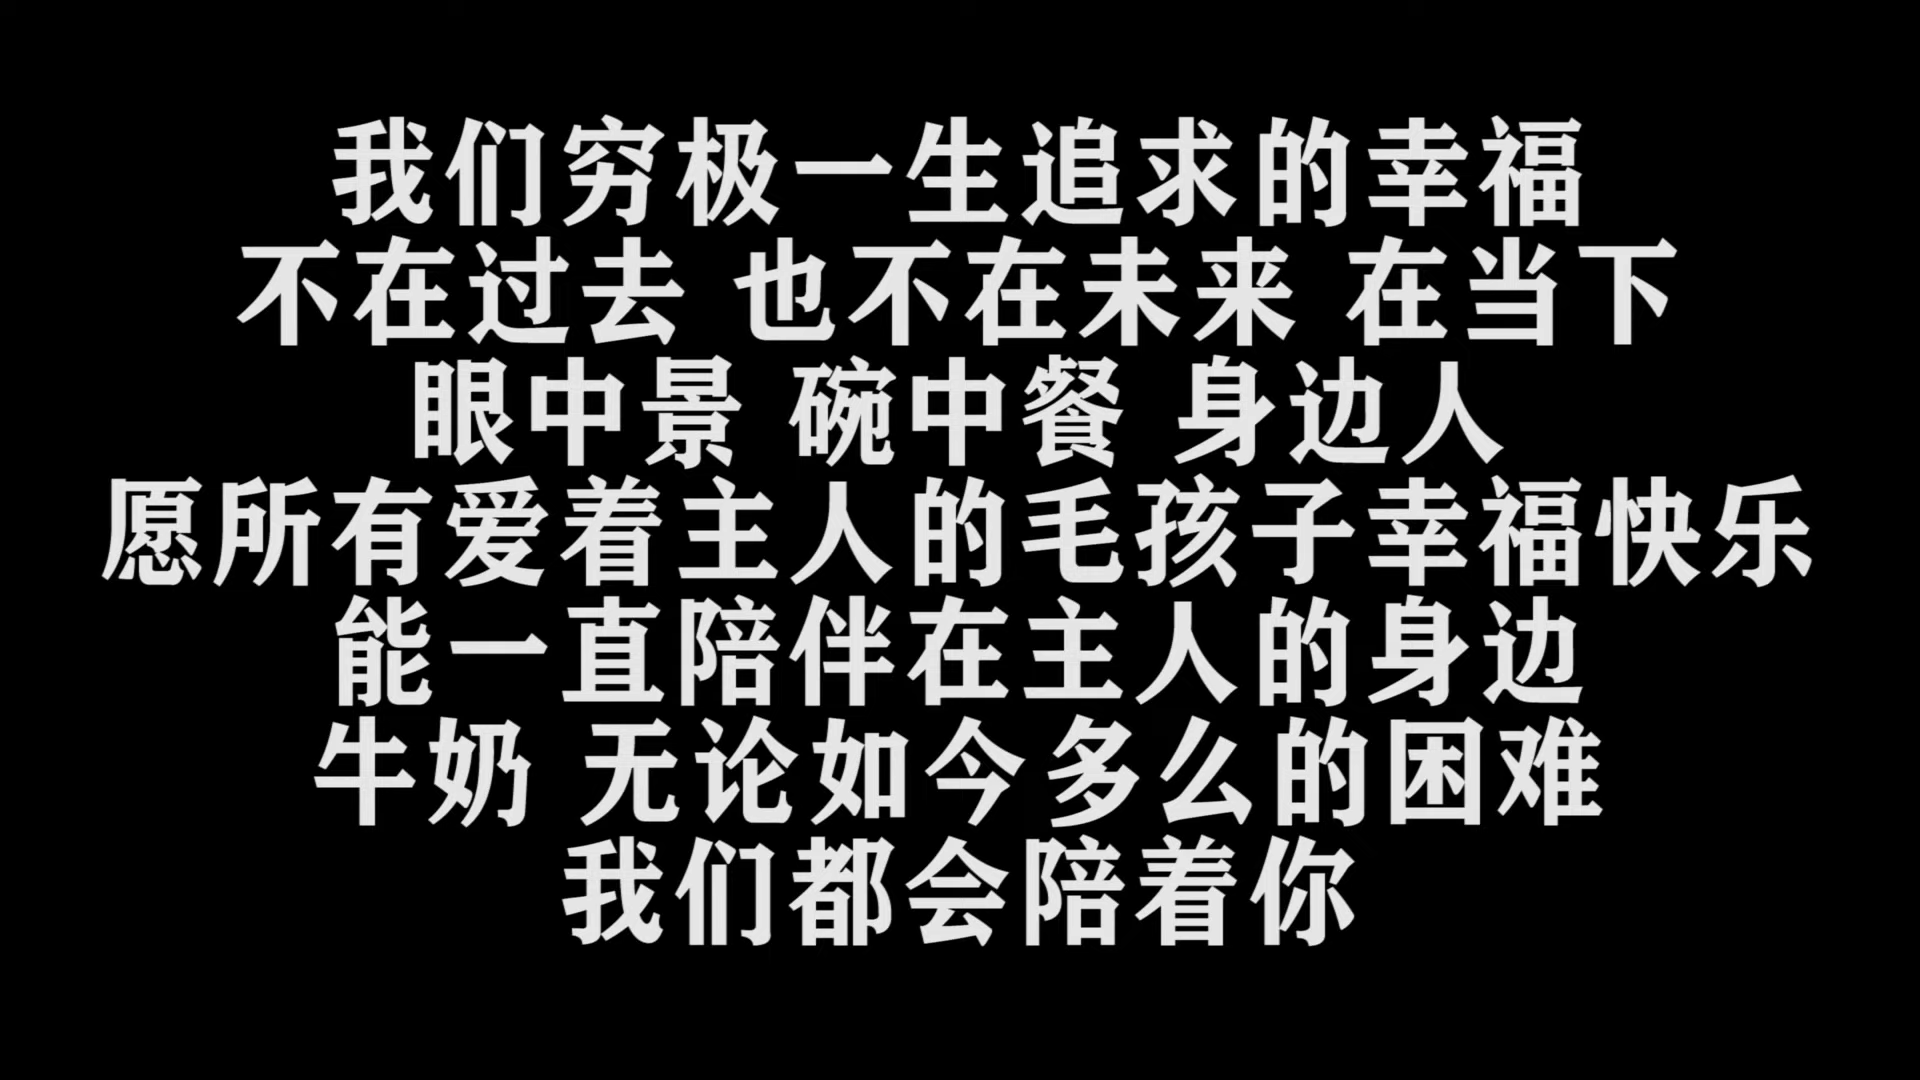 我们穷极一生追求的幸福
不在过去 也不在未来 在当下
眼中景 碗中餐 身边人
愿所有爱着主人的毛孩子幸福快乐
能一直陪伴在主人的身边
牛奶 无论如今多么的困难
我们都会陪着你